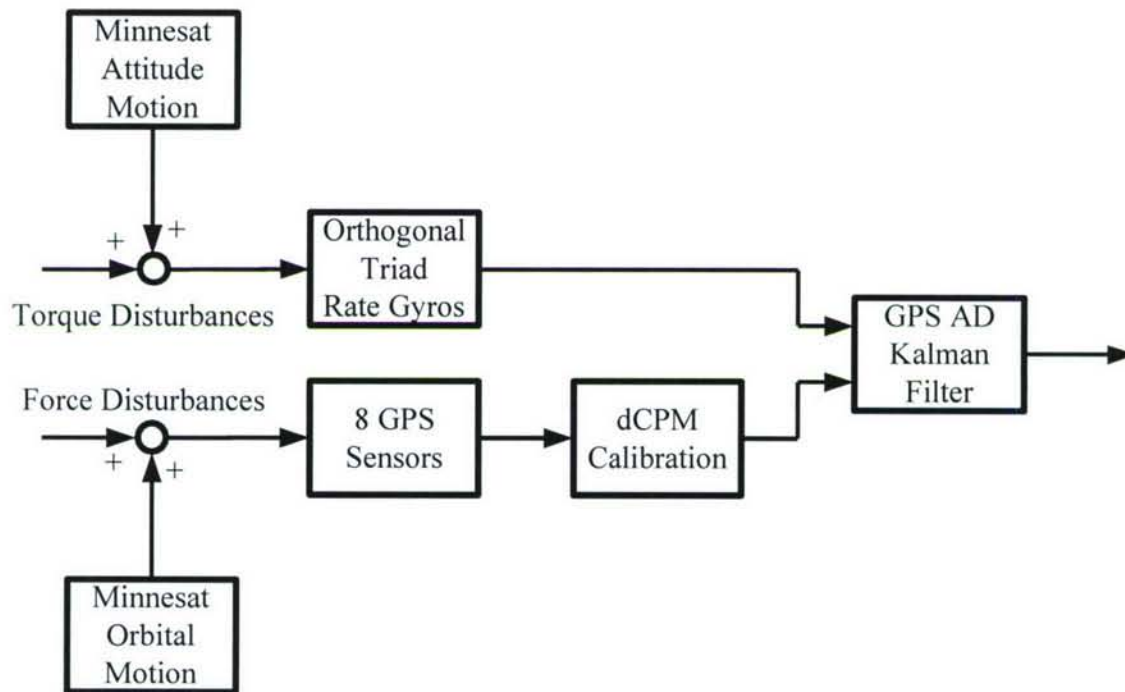 Minnesat
Attitude
Motion
+
+
Torque Disturbances
Orthogonal
Triad
Rate Gyros
GPS AD
Kalman
Filter
Force Disturbances
+
+
8 GPS
Sensors
dCPM
Calibration
Minnesat
Orbital
Motion